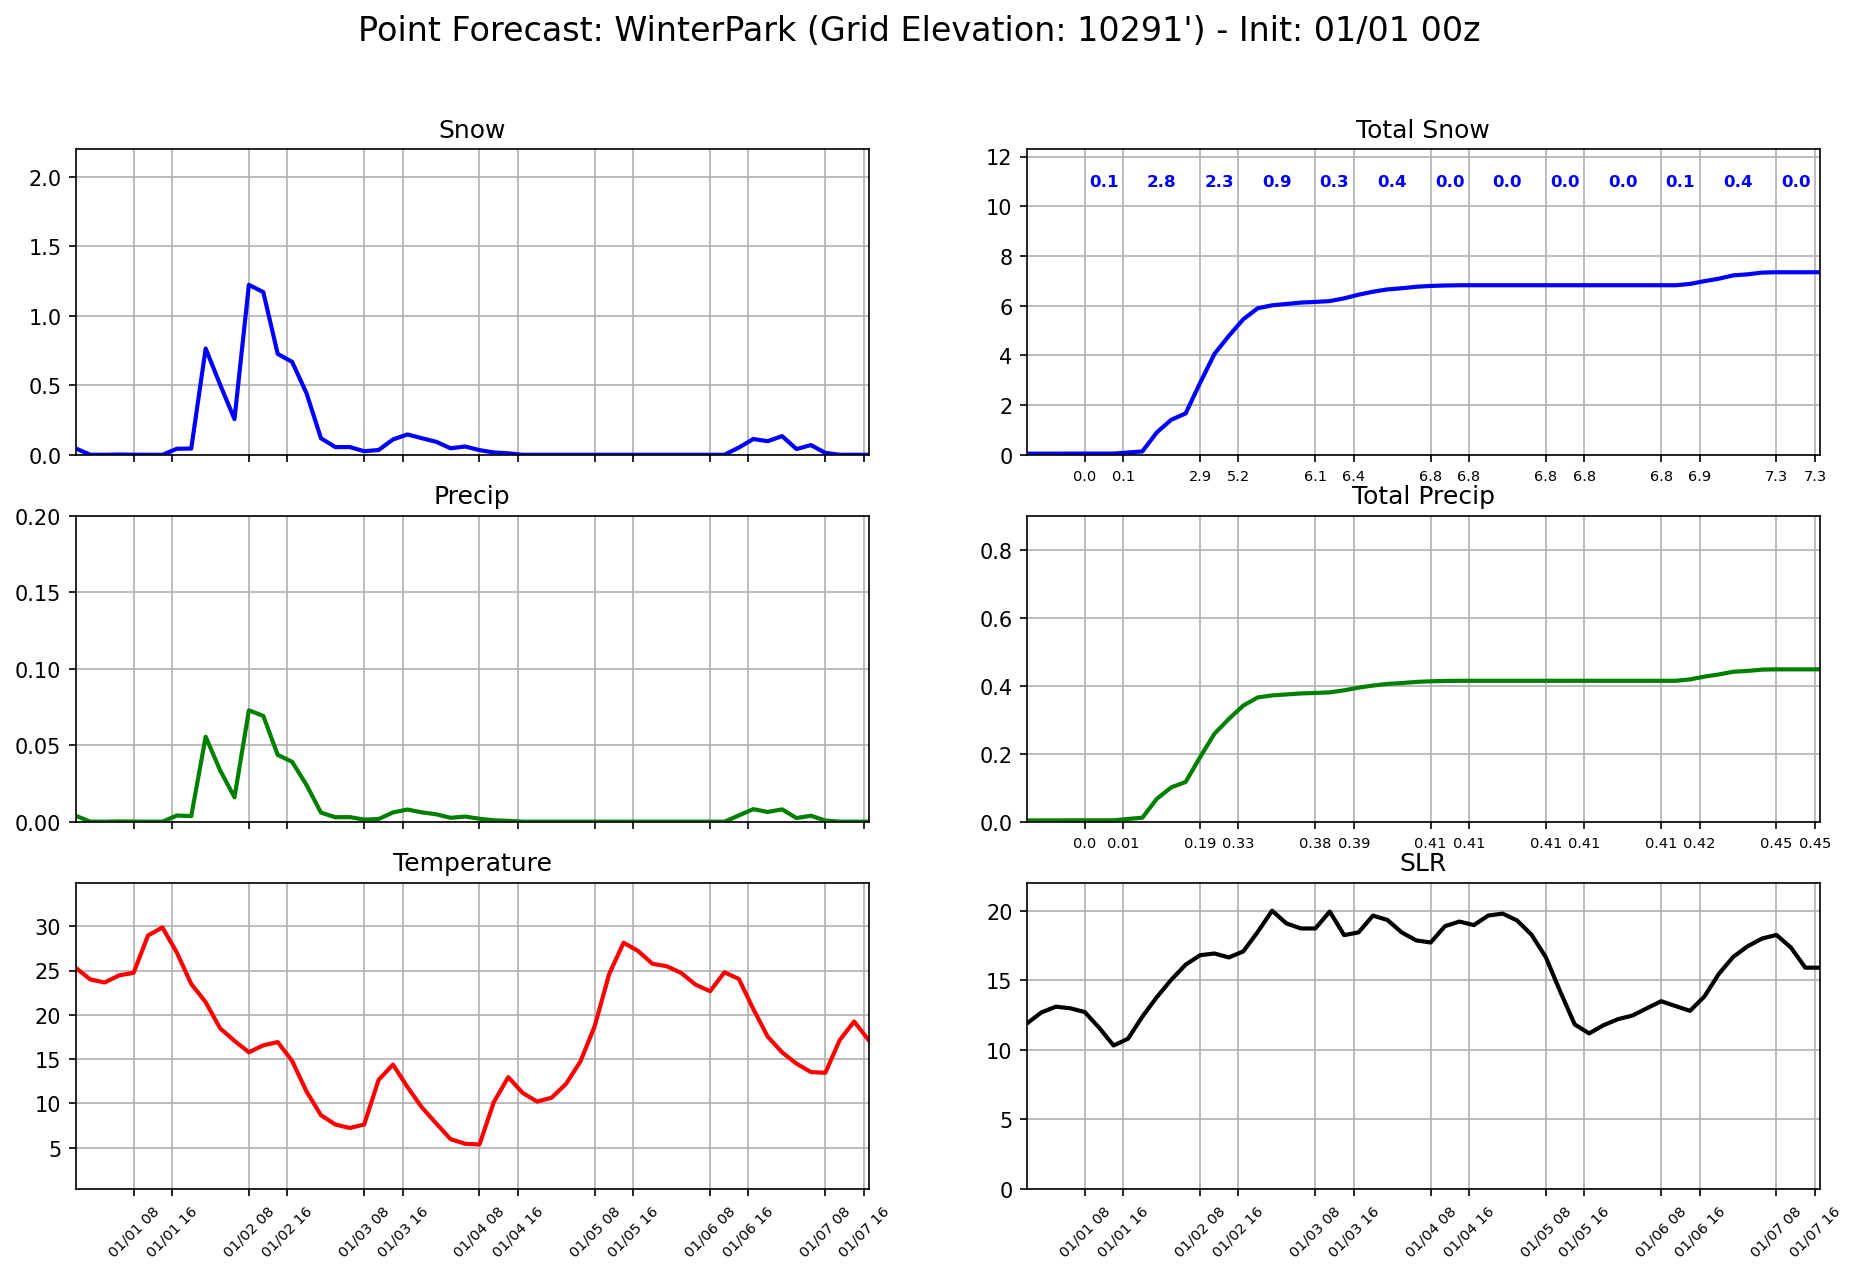 Point Forecast: WinterPark (Grid Elevation: 10291') - Init: 01/01 00z
Snow
2.0
1.5
1.0
0.5
0.0
Total Snow
12
10
8
6
4
2
0
0.1 2.8 2.3 0.9 0.3 0.4 0.0 0.0 0.0 0.0 0.1 0.4 0.0
0.0 0.1 2.9 5.2 6.1 6.4 6.8 6.8 6.8 6.8 6.8 6.9 7.3 7.3
Precip
0.20
0.15
0.10
0.05
0.00
Total Precip
0.8
0.6
0.4
0.2
0.0
0.0 0.01 0.19 0.33 0.38 0.39 0.41 0.41 0.41 0.41 0.41 0.42 0.45 0.45
Temperature
30
25
20
15
10
5
01/01 08 01/01 16 01/02 08 01/02 16 01/03 08 01/03 16 01/04 08 01/04 16 01/05 08 01/05 16 01/06 08 01/06 16 01/07 08 01/07 16
SLR
20
15
10
5
0
01/01 08 01/01 16 01/02 08 01/02 16 01/03 08 01/03 16 01/04 08 01/04 16 01/05 08 01/05 16 01/06 08 01/06 16 01/07 08 01/07 16